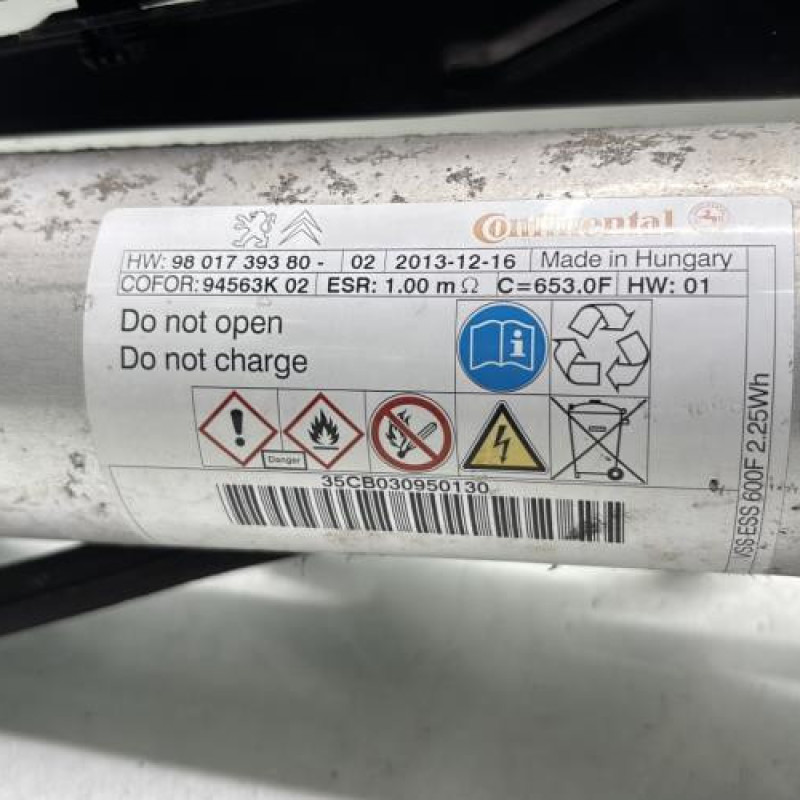 Continental
HW: 98 017 393 80 - 02 2013-12-16 Made in Hungary
COFOR: 94563K 02 ESR: 1.00 mΩ C=653.0F HW: 01
Do not open
Do not charge
Danger
35CB030950130
VSS-ESS 600F 2.25Wh